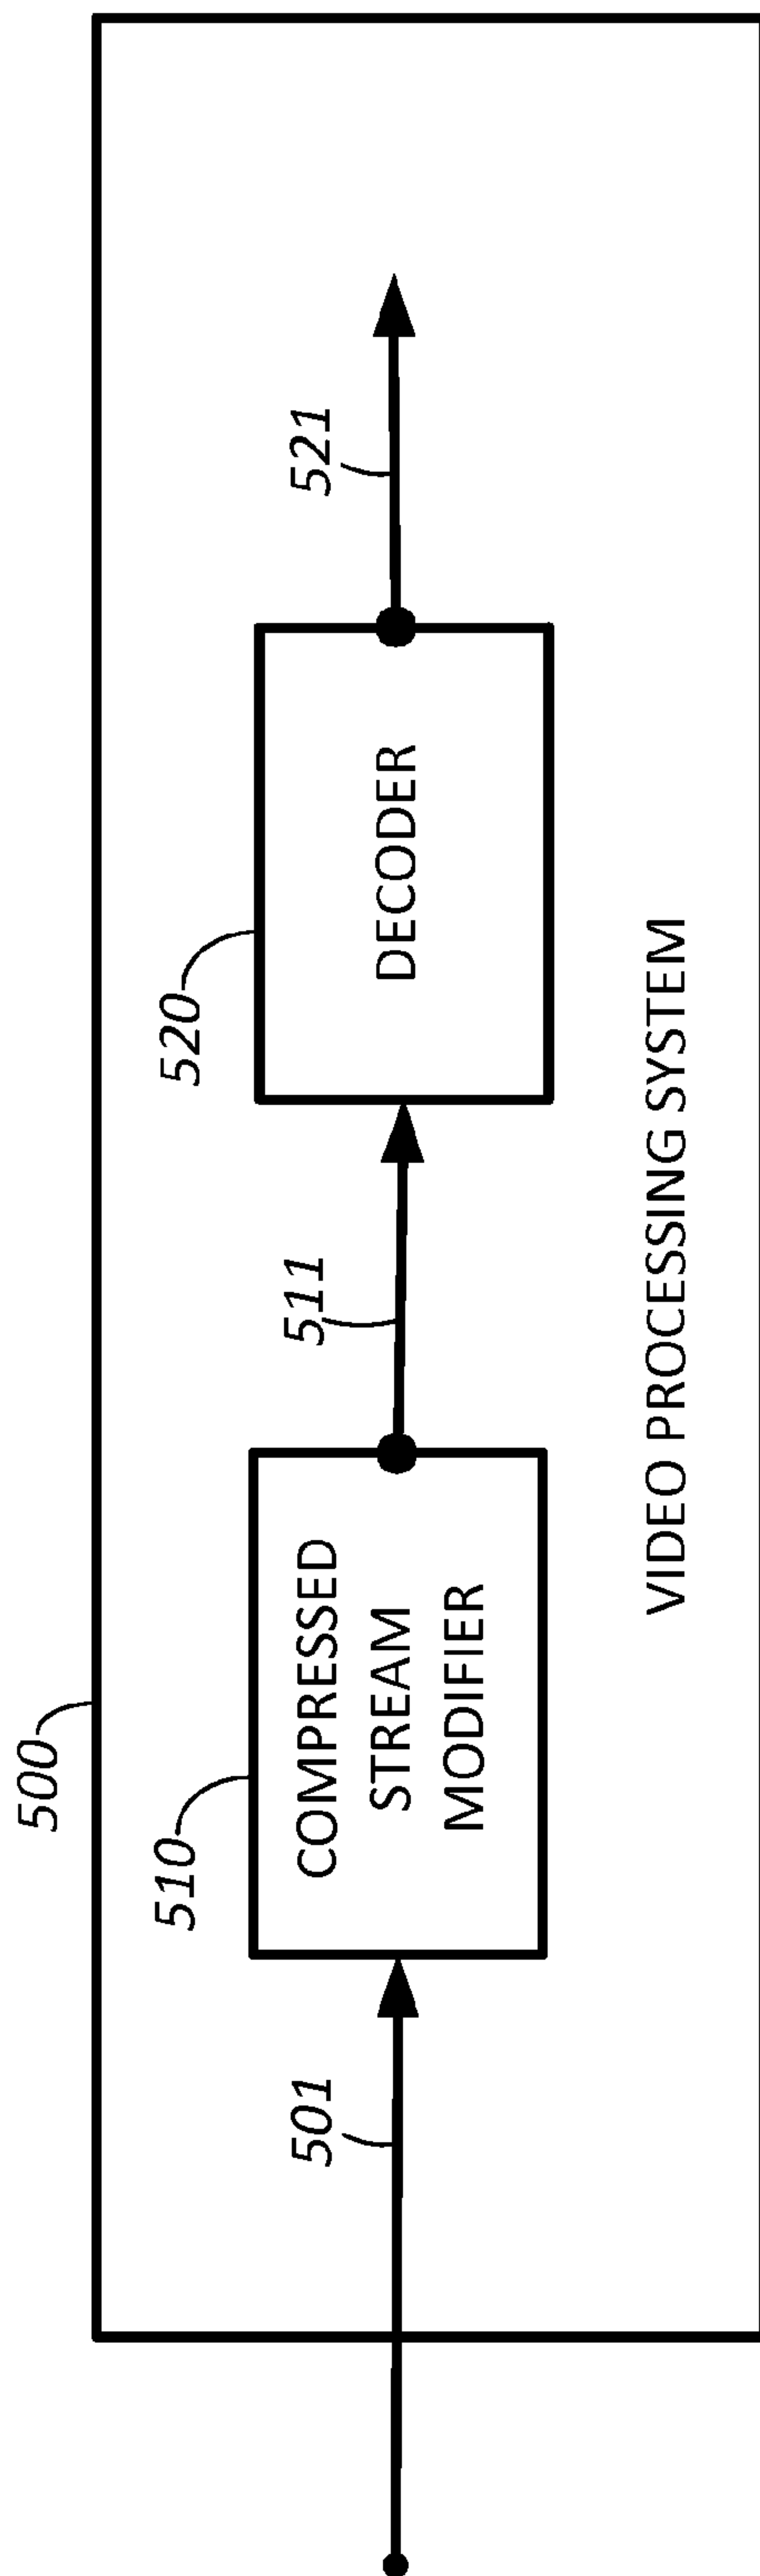 500
510
520
501
511
521
COMPRESSED
STREAM
MODIFIER
DECODER
VIDEO PROCESSING SYSTEM